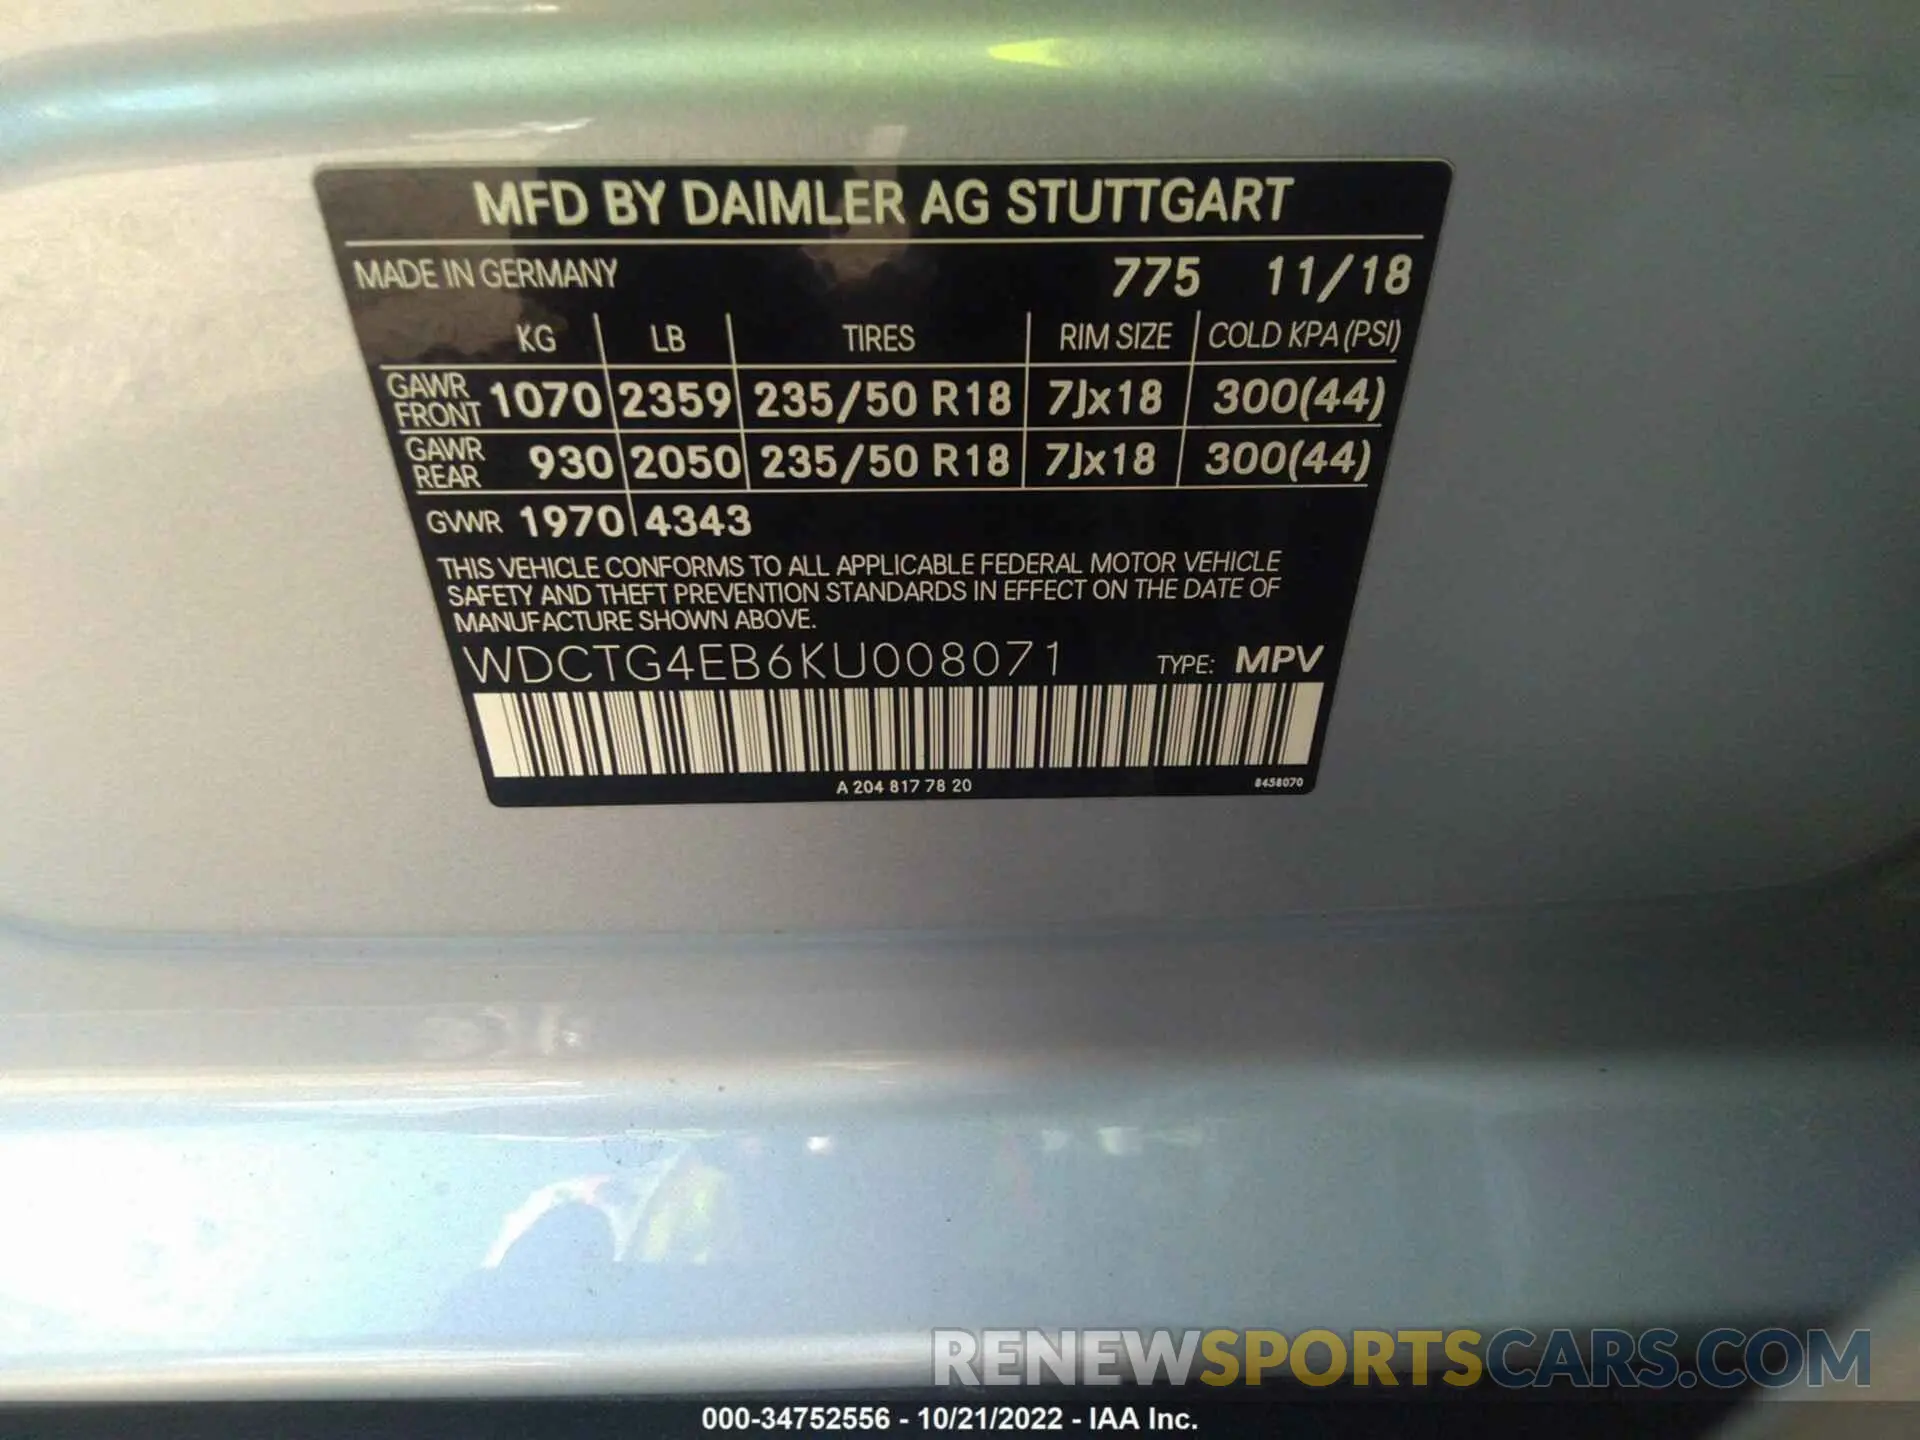 MFD BY DAIMLER AG STUTTGART
MADE IN GERMANY 775 11/18
KG LB TIRES RIM SIZE COLD KPA (PSI)
GAWR FRONT 1070 2359 235/50 R18 7Jx18 300(44)
GAWR REAR 930 2050 235/50 R18 7Jx18 300(44)
GVWR 1970 4343
THIS VEHICLE CONFORMS TO ALL APPLICABLE FEDERAL MOTOR VEHICLE
SAFETY AND THEFT PREVENTION STANDARDS IN EFFECT ON THE DATE OF
MANUFACTURE SHOWN ABOVE.
WDCTG4EB6KU008071 TYPE: MPV
A 204 817 78 20 8458070
RENEWSPORTSCARS.COM
000-34752556 - 10/21/2022 - IAA Inc.